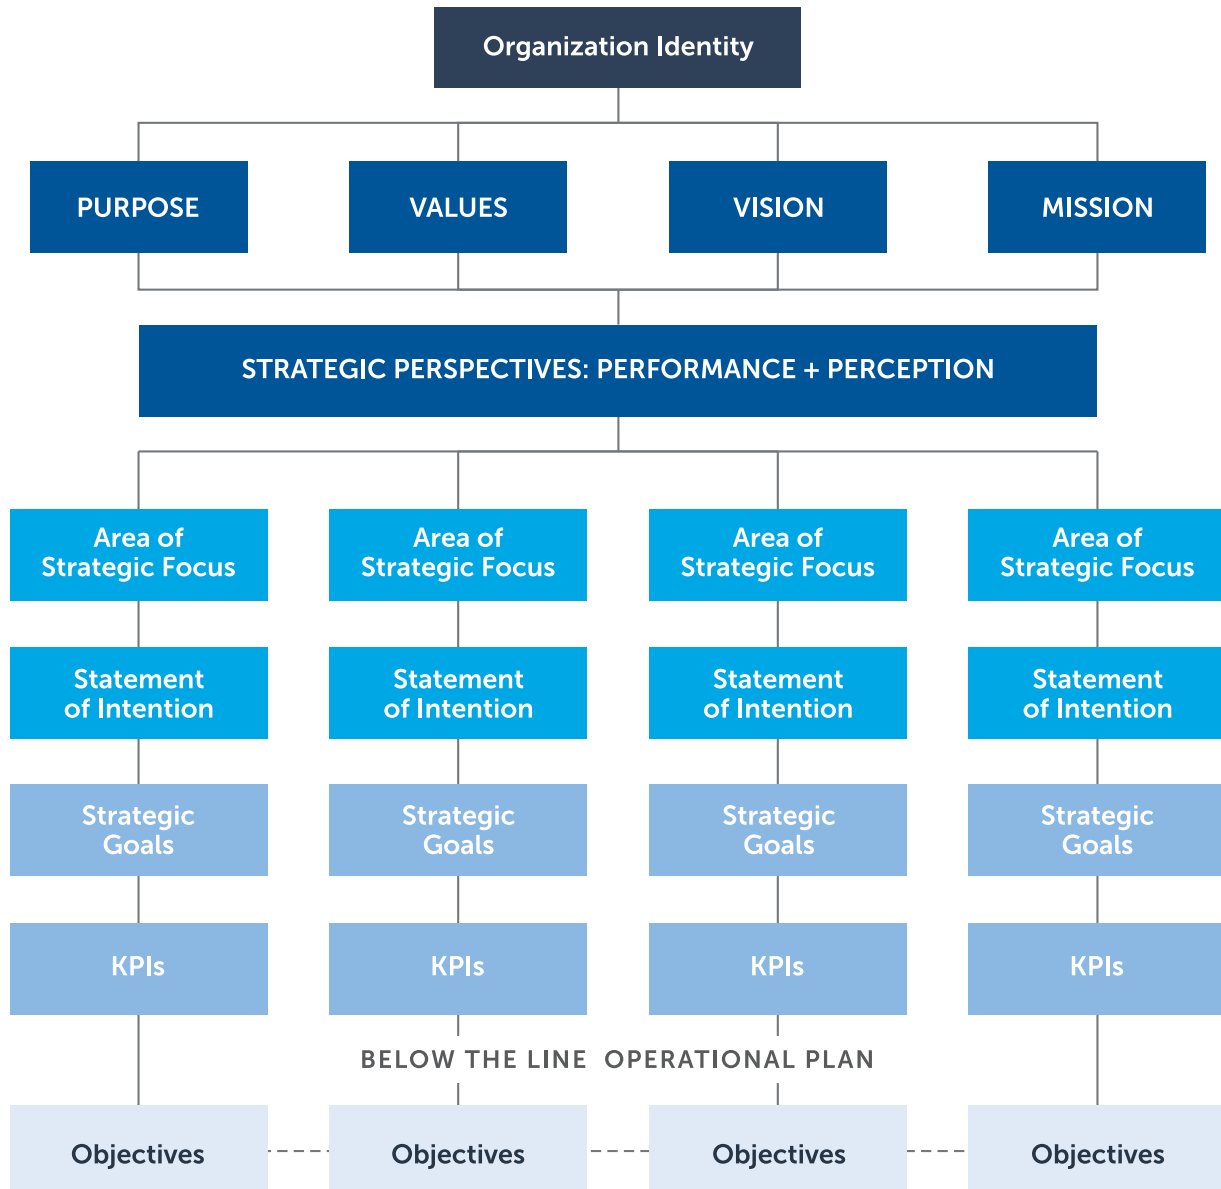 Organization Identity
PURPOSE
VALUES
VISION
MISSION
STRATEGIC PERSPECTIVES: PERFORMANCE + PERCEPTION
Area of
Strategic Focus
Area of
Strategic Focus
Area of
Strategic Focus
Area of
Strategic Focus
Statement
of Intention
Statement
of Intention
Statement
of Intention
Statement
of Intention
Strategic
Goals
Strategic
Goals
Strategic
Goals
Strategic
Goals
KPIs
KPIs
KPIs
KPIs
BELOW THE LINE OPERATIONAL PLAN
Objectives
Objectives
Objectives
Objectives